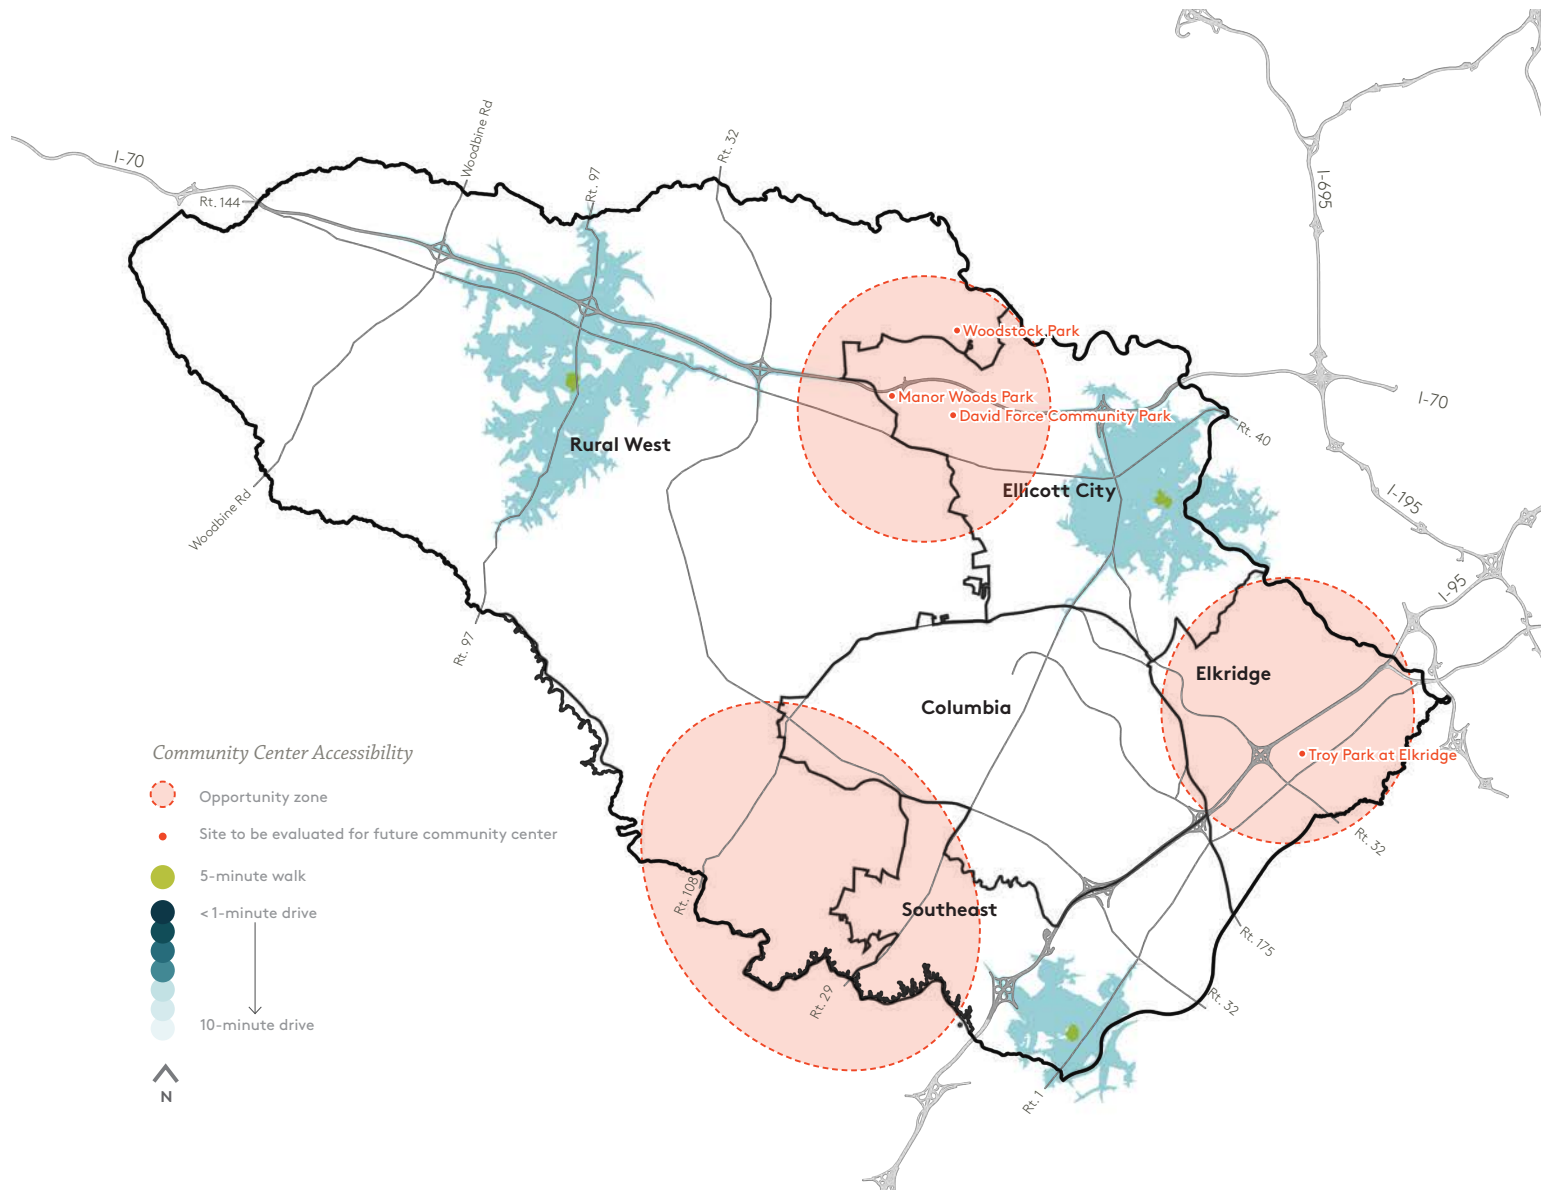 I-70
Woodbine Rd
Rt. 97
Rt. 32
I-695
Rt. 144
Woodstock Park
Manor Woods Park
David Force Community Park
I-70
Rt. 40
Rural West
Ellicott City
I-195
Woodbine Rd
I-95
Rt. 97
Elkridge
Columbia
Troy Park at Elkridge
Community Center Accessibility
Opportunity zone
Site to be evaluated for future community center
5-minute walk
< 1-minute drive
10-minute drive
N
Rt. 32
Rt. 108
Southeast
Rt. 175
Rt. 29
Rt. 32
Rt. 1